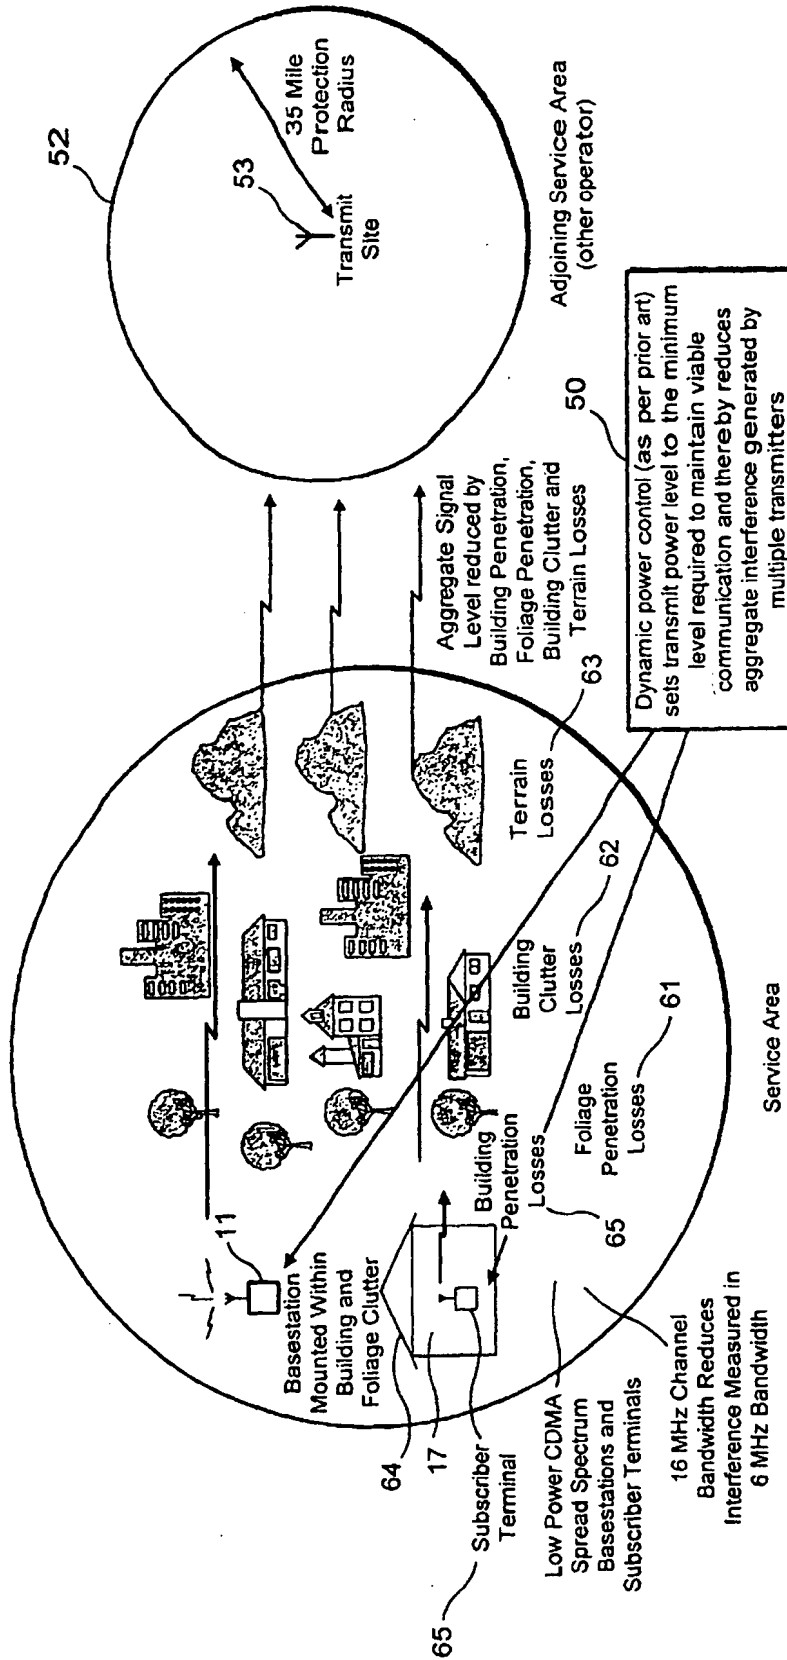 52
53
35 Mile
Protection
Radius
Transmit
Site
Adjoining Service Area
(other operator)
50
Dynamic power control (as per prior art)
sets transmit power level to the minimum
level required to maintain viable
communication and thereby reduces
aggregate interference generated by
multiple transmitters
Aggregate Signal
Level reduced by
Building Penetration,
Foliage Penetration,
Building Clutter and
Terrain Losses
Terrain
Losses
63
Building
Clutter
Losses
62
Foliage
Penetration
Losses
61
Building
Penetration
Losses
65
Service Area
11
Basestation
Mounted Within
Building and
Foliage Clutter
64
17
65
Subscriber
Terminal
Low Power CDMA
Spread Spectrum
Basestations and
Subscriber Terminals
16 MHz Channel
Bandwidth Reduces
Interference Measured in
6 MHz Bandwidth